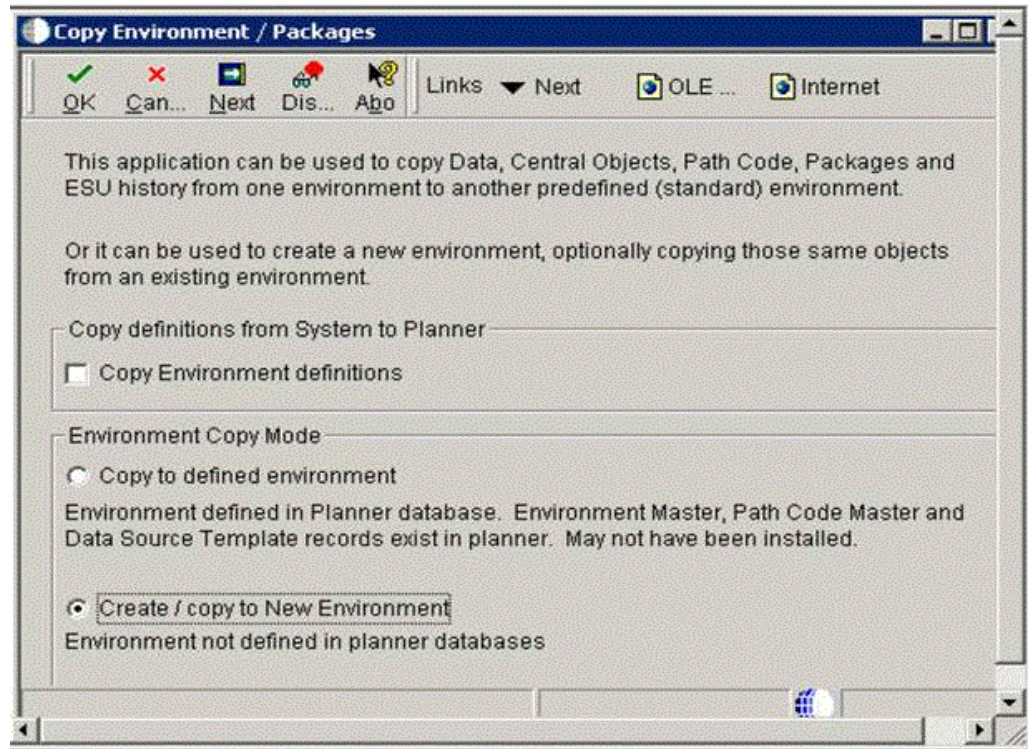 Copy Environment / Packages
OK Can... Next Dis... Abo Links Next OLE ... Internet
This application can be used to copy Data, Central Objects, Path Code, Packages and
ESU history from one environment to another predefined (standard) environment.
Or it can be used to create a new environment, optionally copying those same objects
from an existing environment.
Copy definitions from System to Planner
Copy Environment definitions
Environment Copy Mode
Copy to defined environment
Environment defined in Planner database. Environment Master, Path Code Master and
Data Source Template records exist in planner. May not have been installed.
Create / copy to New Environment
Environment not defined in planner databases